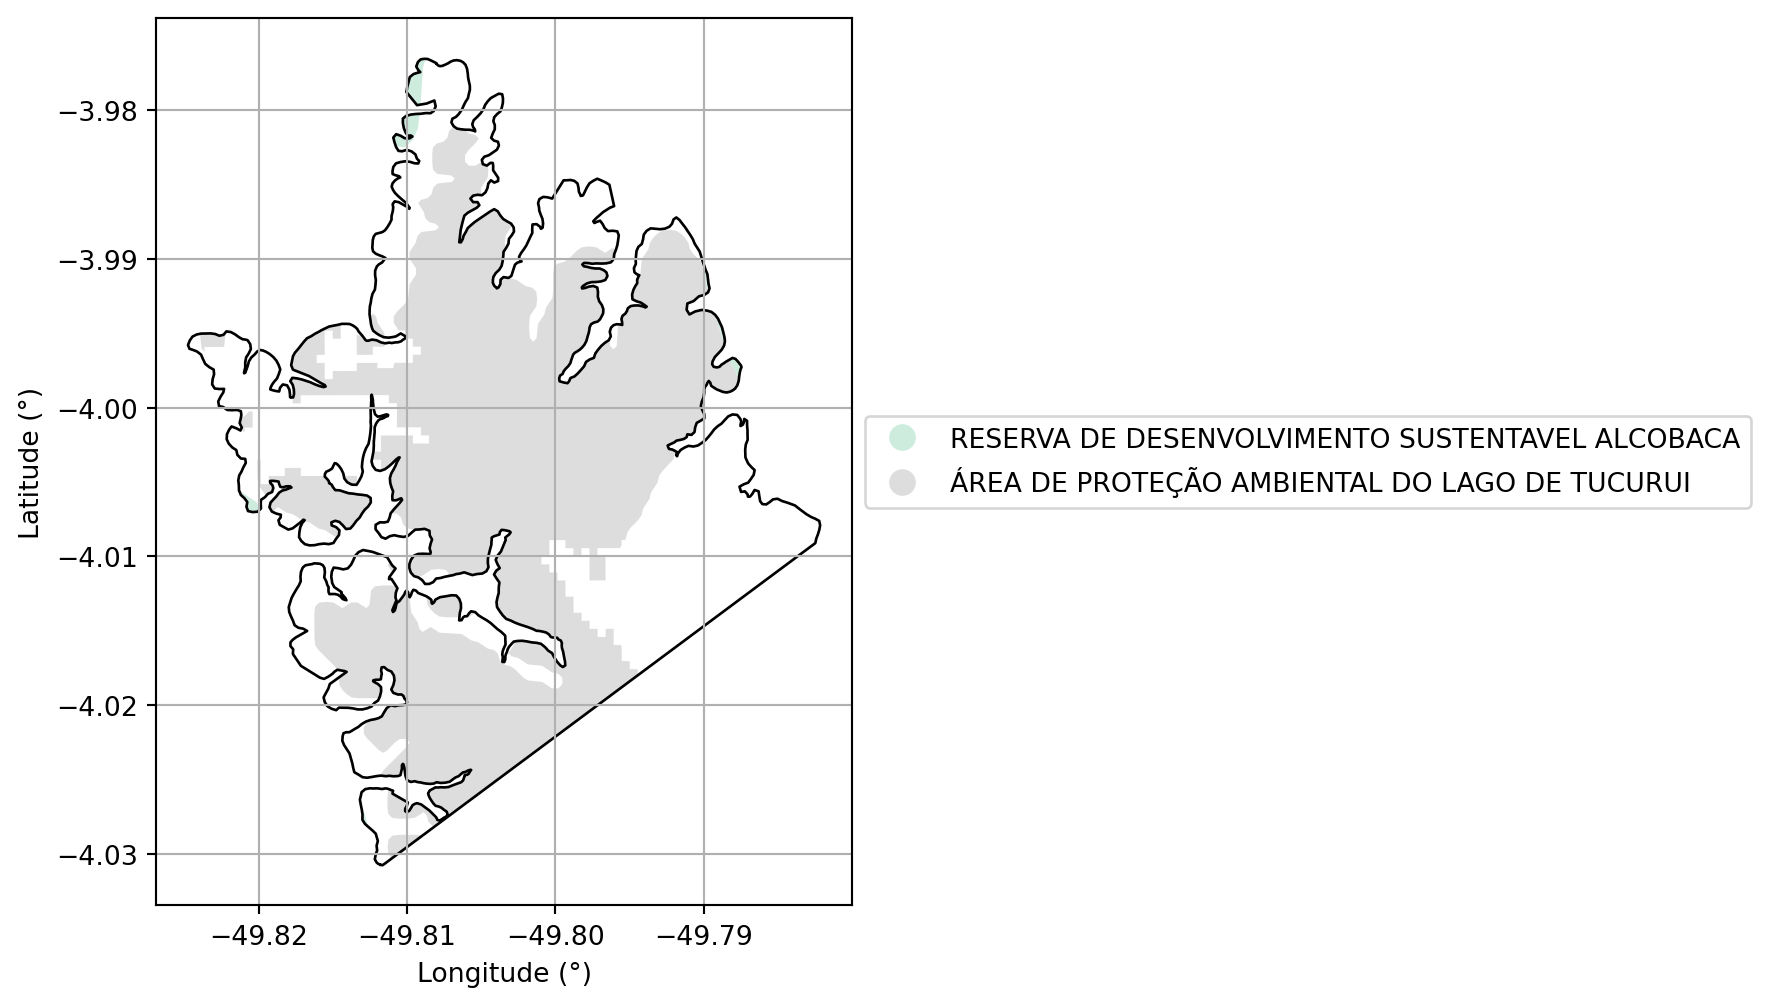 −3.98
−3.99
−4.00
−4.01
−4.02
−4.03
Latitude (°)
−49.82 −49.81 −49.80 −49.79
Longitude (°)
RESERVA DE DESENVOLVIMENTO SUSTENTAVEL ALCOBACA
ÁREA DE PROTEÇÃO AMBIENTAL DO LAGO DE TUCURUI